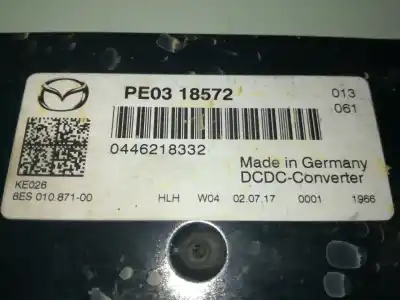 PE03 18572
013
061
0446218332
Made in Germany
DCDC-Converter
KE026
8ES 010.871-00
HLH W04 02.07.17 0001 1966